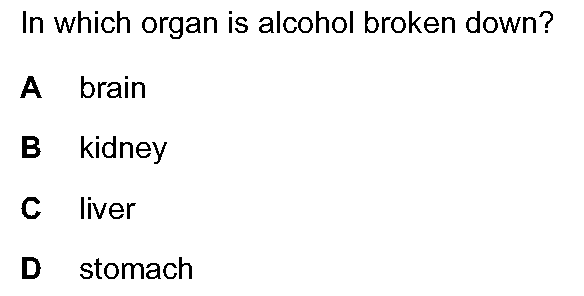 In which organ is alcohol broken down?
A brain
B kidney
C liver
D stomach